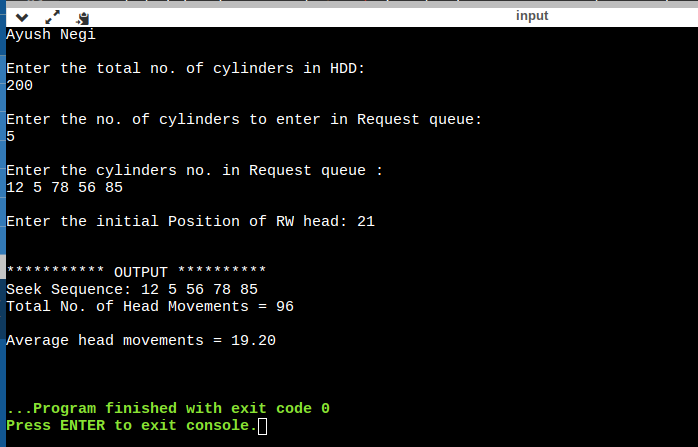 input
Ayush Negi
Enter the total no. of cylinders in HDD:
200
Enter the no. of cylinders to enter in Request queue:
5
Enter the cylinders no. in Request queue :
12 5 78 56 85
Enter the initial Position of RW head: 21
*********** OUTPUT **********
Seek Sequence: 12 5 56 78 85
Total No. of Head Movements = 96
Average head movements = 19.20
...Program finished with exit code 0
Press ENTER to exit console.